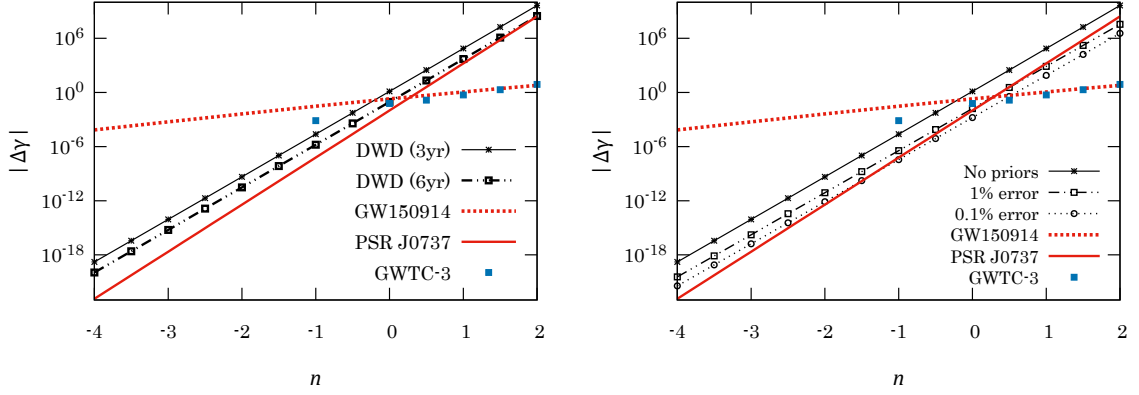 10^6
10^0
10^-6
10^-12
10^-18
| Δγ |
DWD (3yr)
DWD (6yr)
GW150914
PSR J0737
GWTC-3
-4 -3 -2 -1 0 1 2
n
10^6
10^0
10^-6
10^-12
10^-18
| Δγ |
No priors
1% error
0.1% error
GW150914
PSR J0737
GWTC-3
-4 -3 -2 -1 0 1 2
n